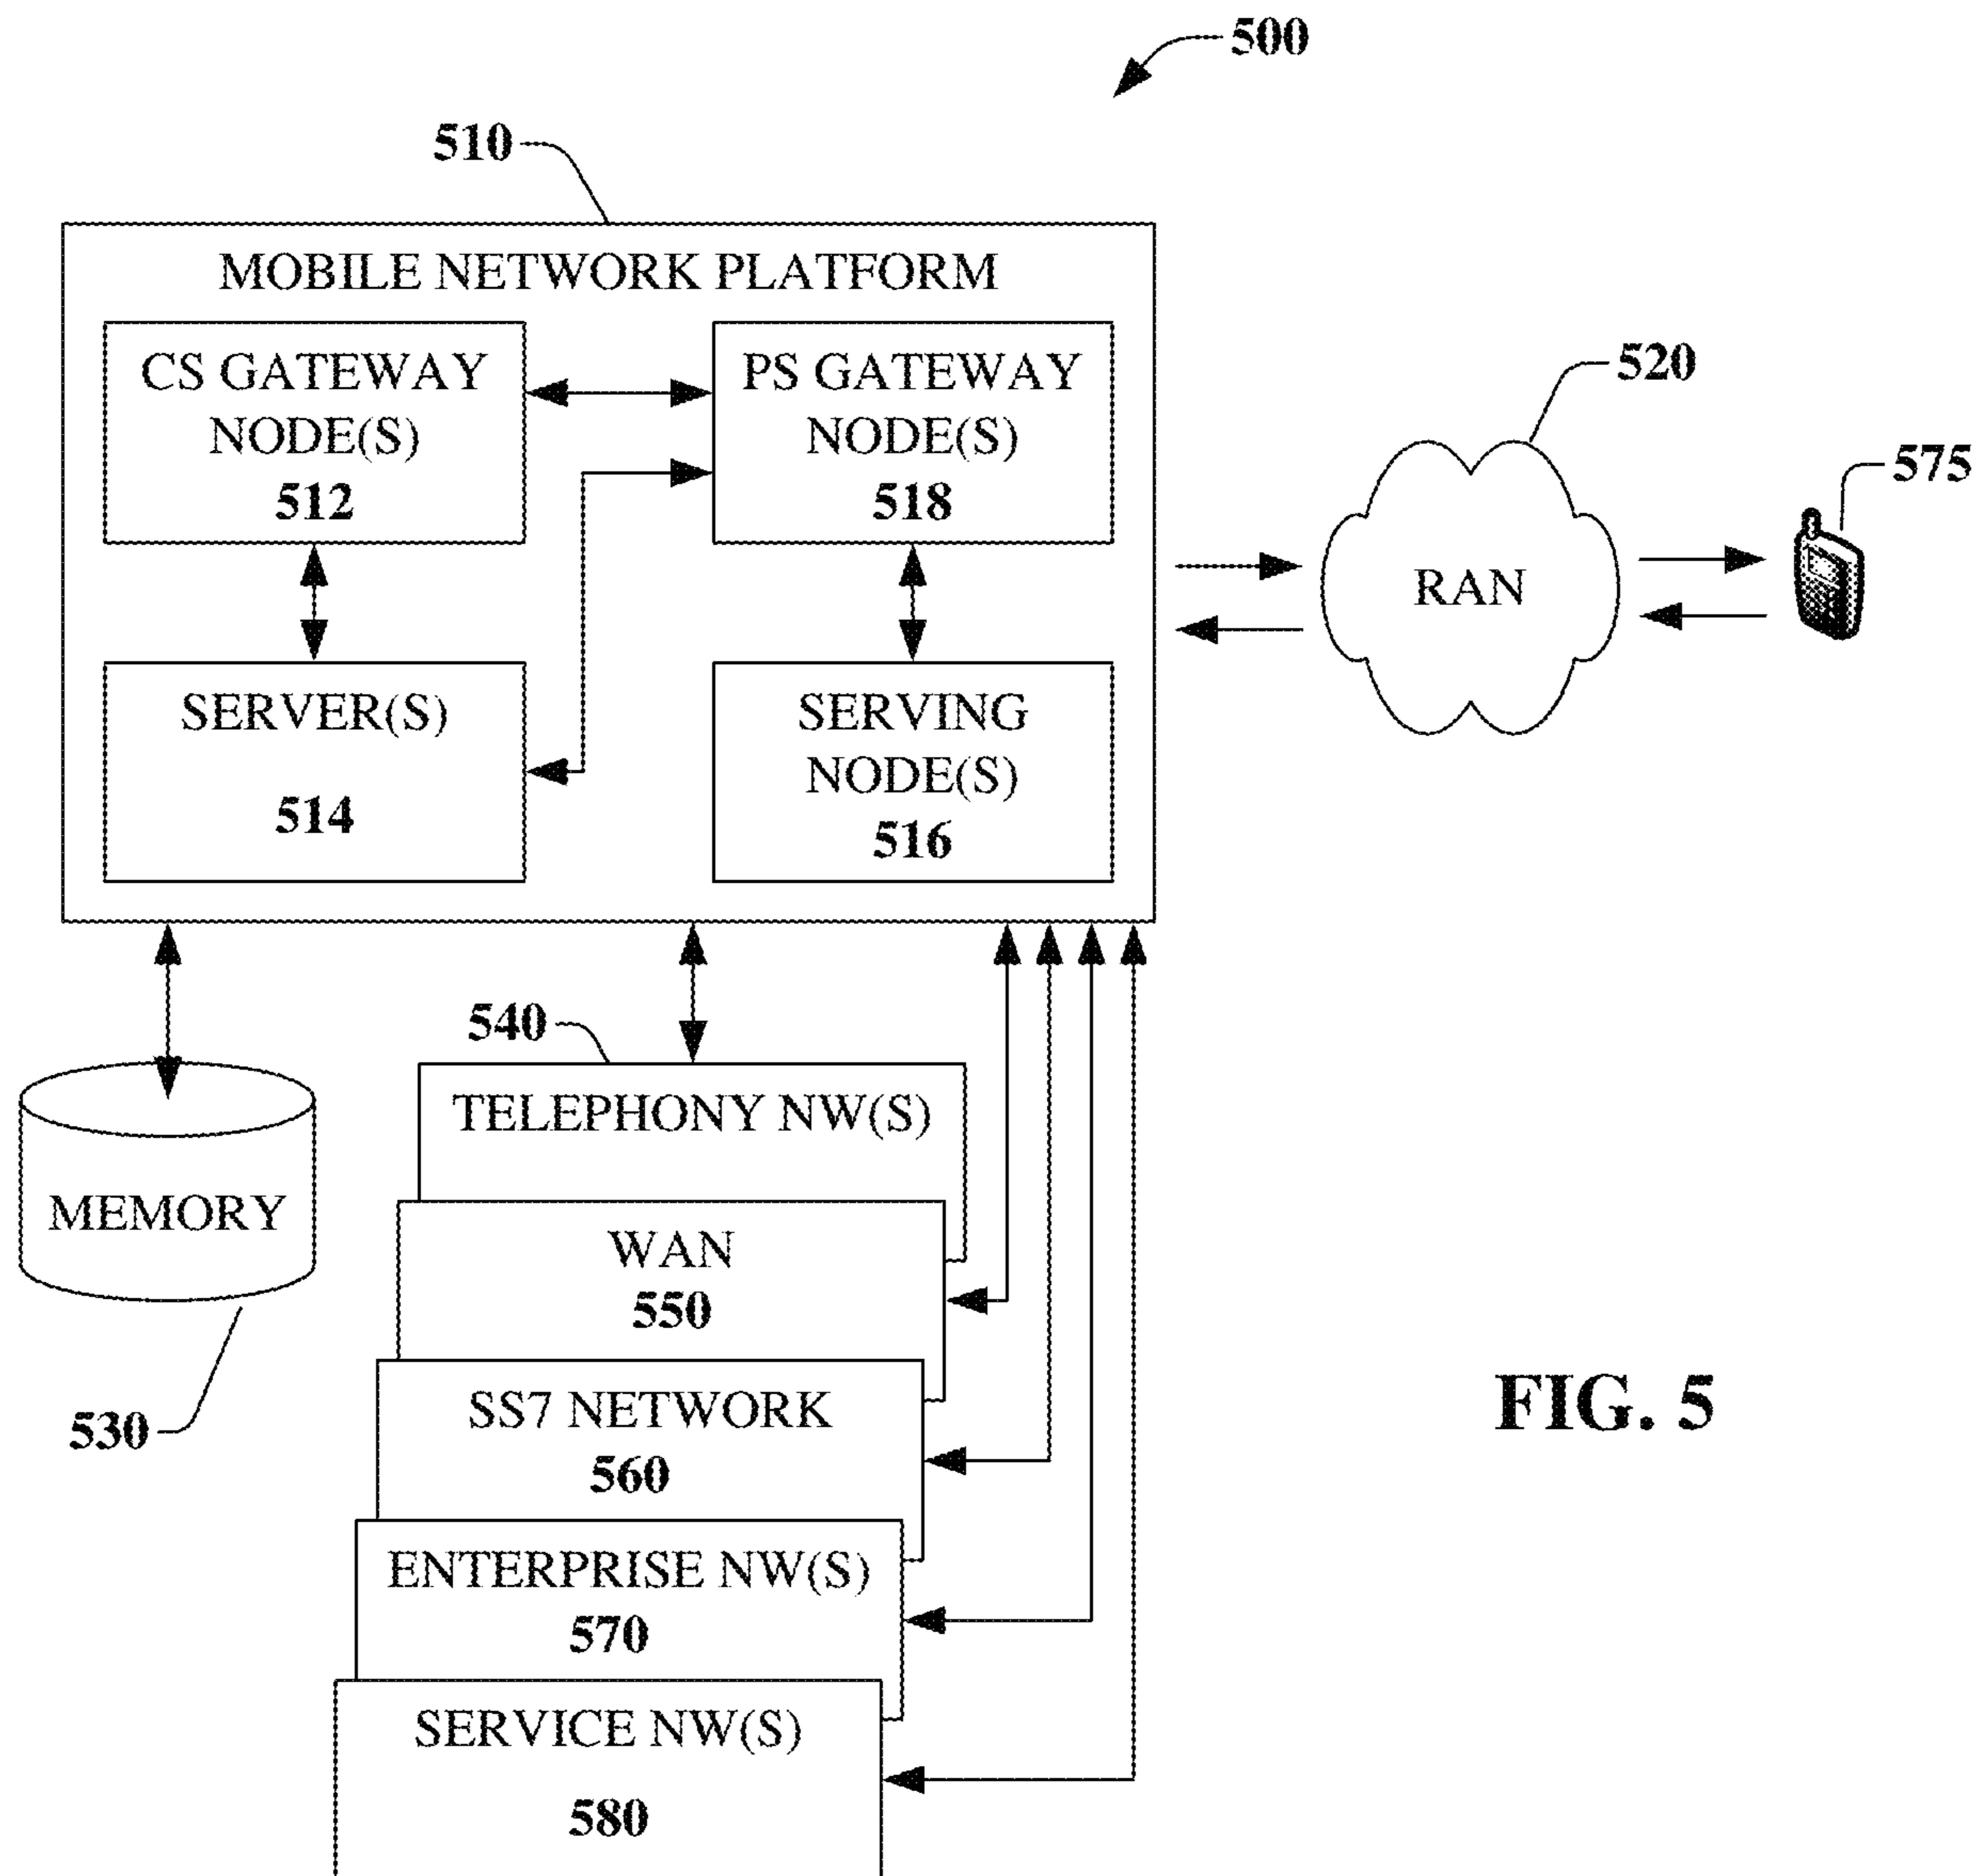 500
510
MOBILE NETWORK PLATFORM
CS GATEWAY
NODE(S)
512
PS GATEWAY
NODE(S)
518
SERVER(S)
514
SERVING
NODE(S)
516
520
RAN
575
540
TELEPHONY NW(S)
MEMORY
530
WAN
550
SS7 NETWORK
560
ENTERPRISE NW(S)
570
SERVICE NW(S)
580
FIG. 5